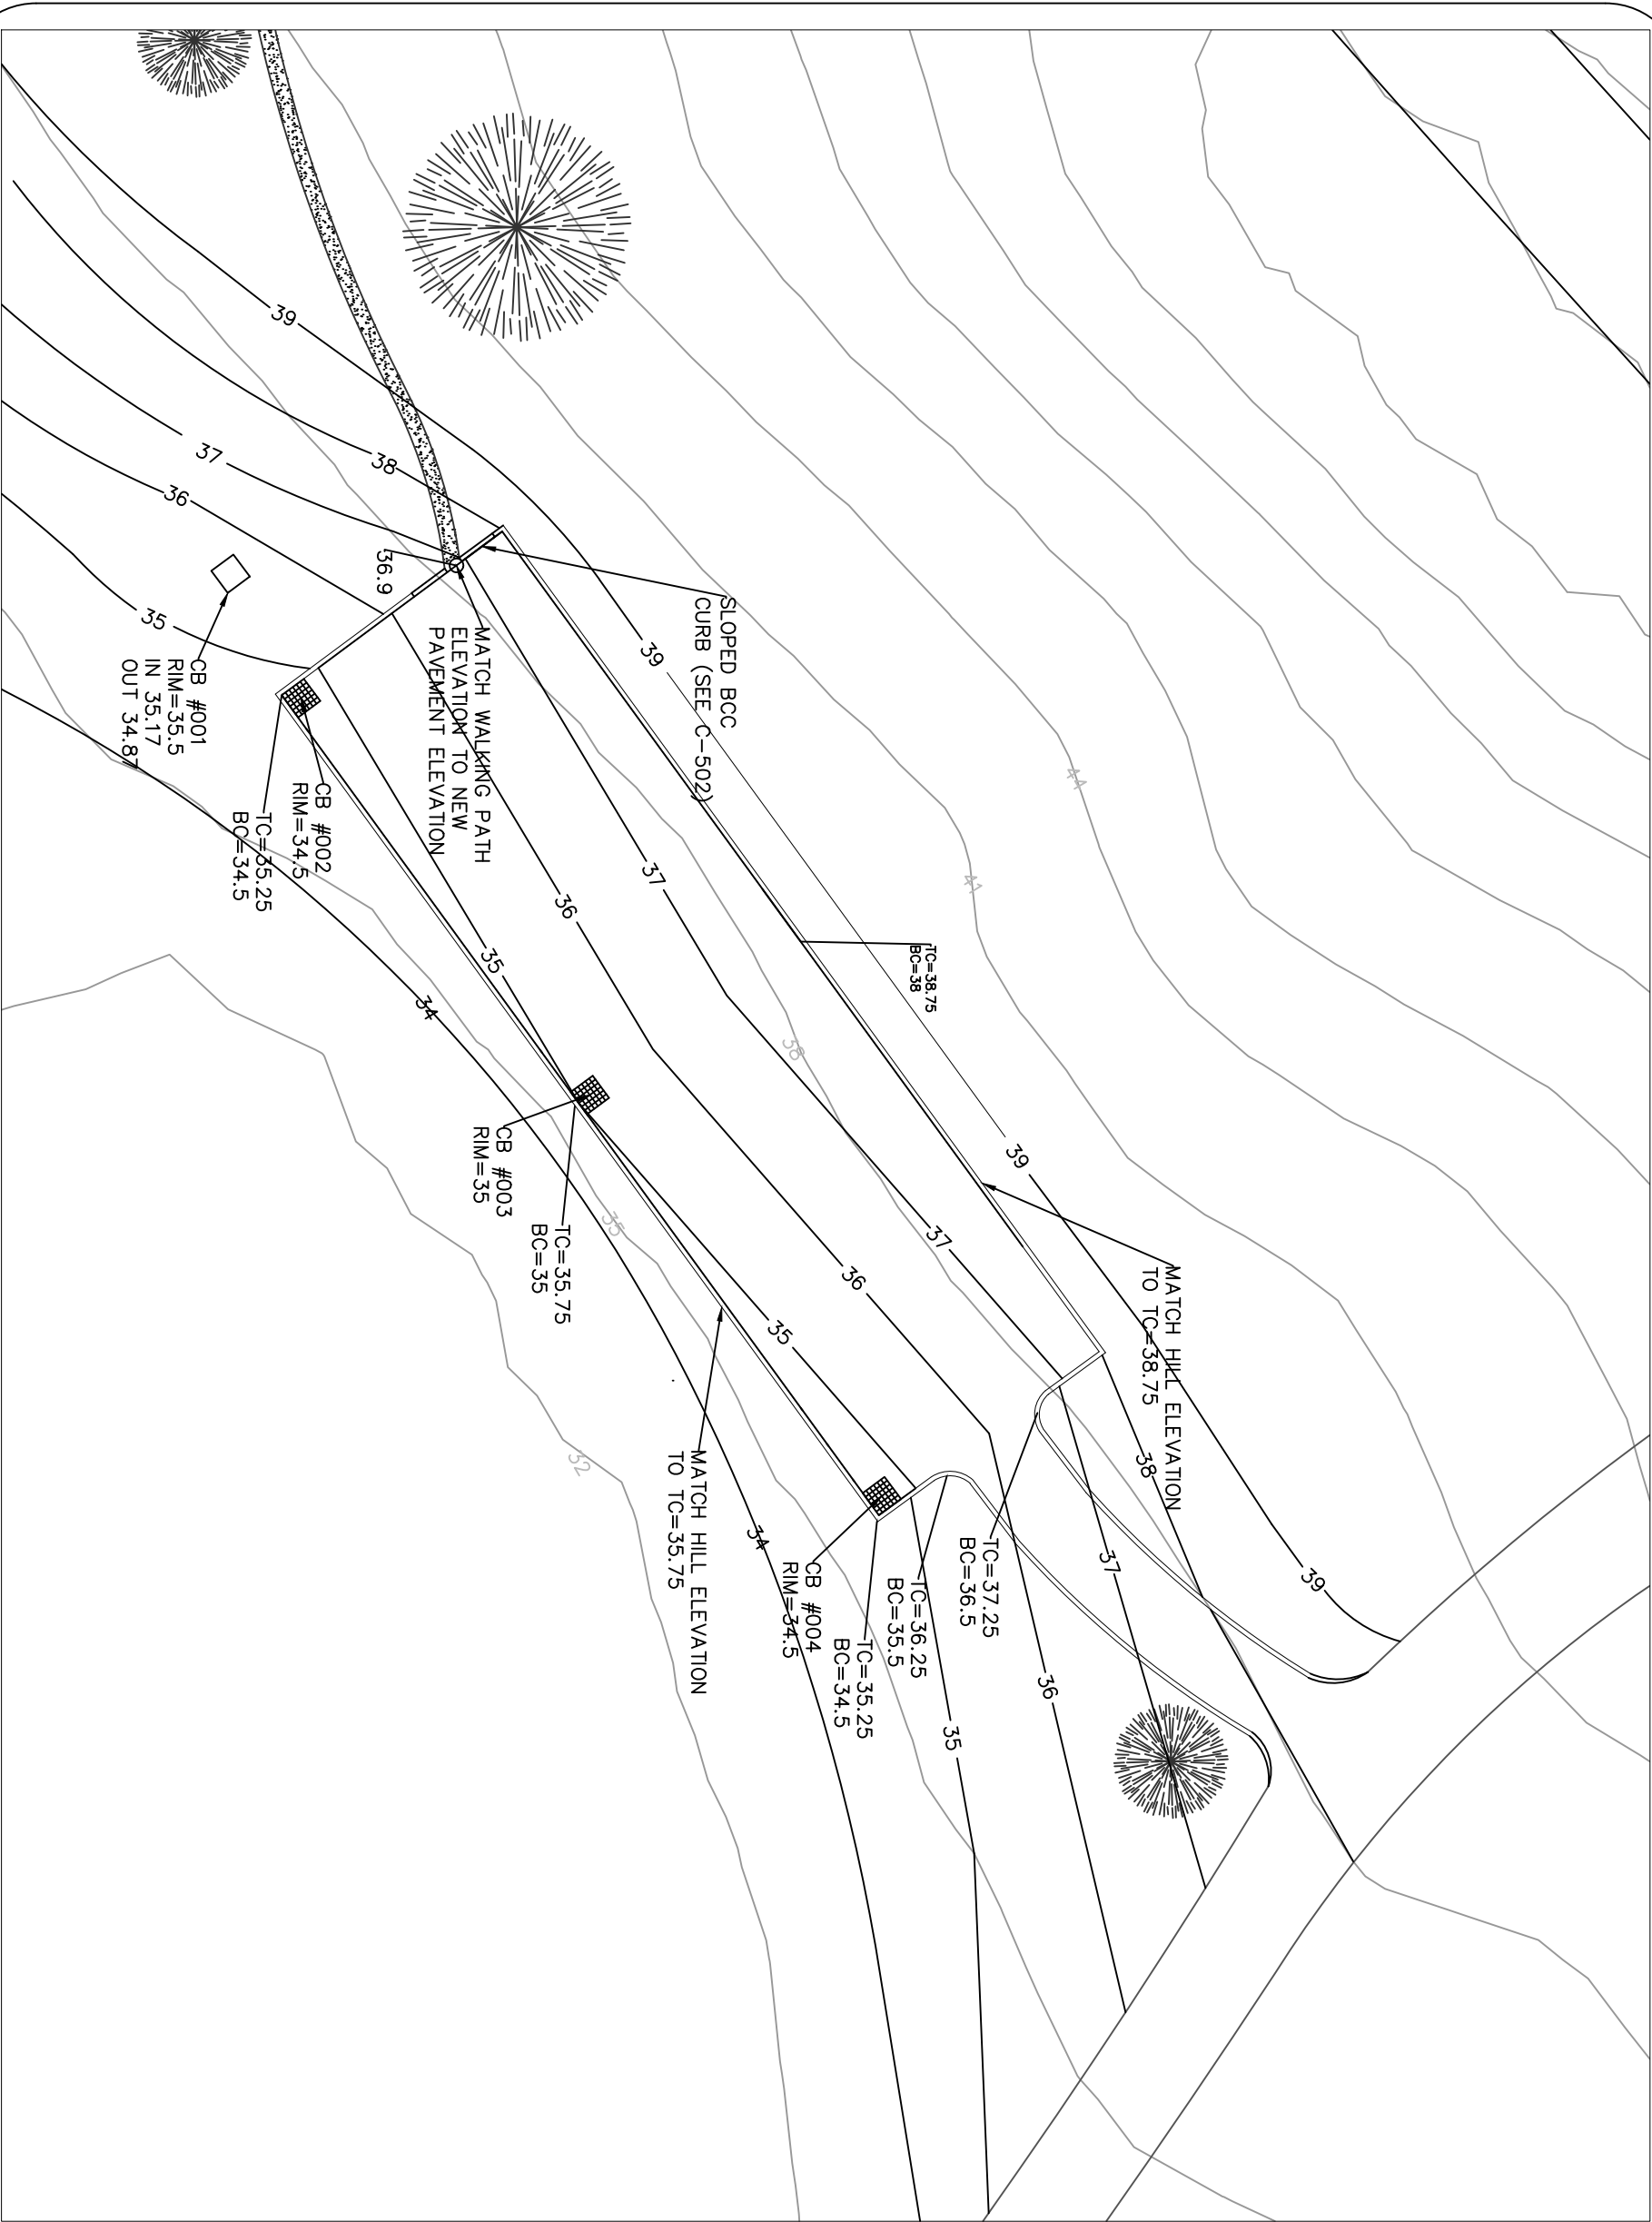 39
38
37
36
35
36.9
SLOPED BCC
CURB (SEE C-502)
MATCH WALKING PATH
ELEVATION TO NEW
PAVEMENT ELEVATION
CB #001
RIM=35.5
IN 35.17
OUT 34.87
CB #002
RIM=34.5
TC=35.25
BC=34.5
39
44
41
37
36
35
34
TC=38.75
BC=38
38
39
CB #003
RIM=35
TC=35.75
BC=35
35
37
36
35
MATCH HILL ELEVATION
TO TC=38.75
MATCH HILL ELEVATION
TO TC=35.75
32
34
38
37
39
TC=37.25
BC=36.5
TC=36.25
BC=35.5
CB #004
RIM=34.5
TC=35.25
BC=34.5
36
35